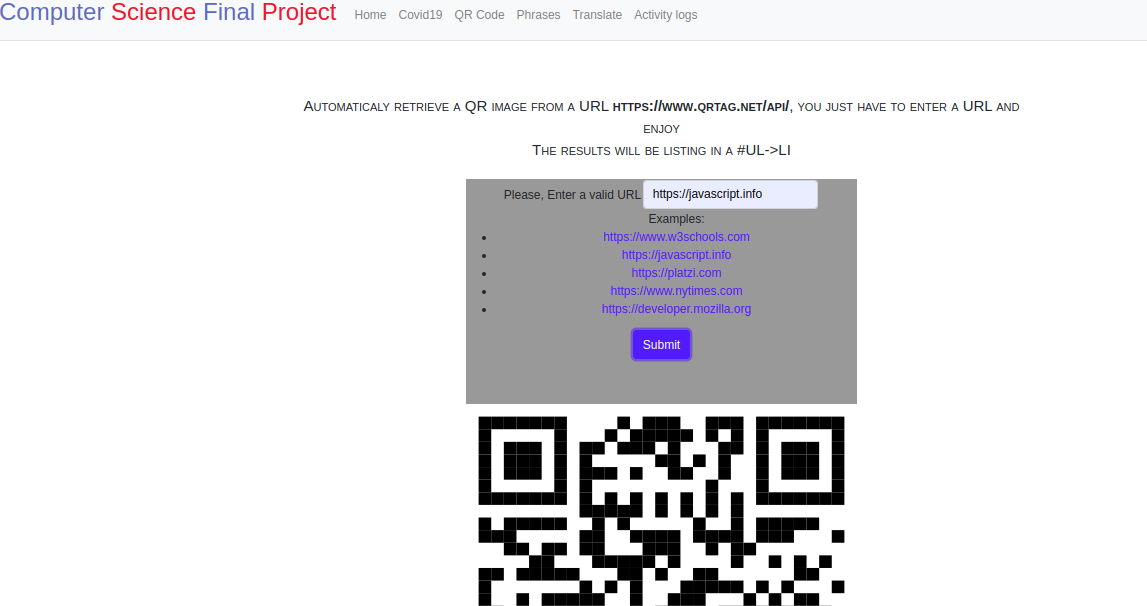 Computer Science Final Project Home Covid19 QR Code Phrases Translate Activity logs
Automaticaly retrieve a QR image from a URL https://www.qrtag.net/api/, you just have to enter a URL and
enjoy
The results will be listing in a #UL->LI
Please, Enter a valid URL https://javascript.info
Examples:
https://www.w3schools.com
https://javascript.info
https://platzi.com
https://www.nytimes.com
https://developer.mozilla.org
Submit